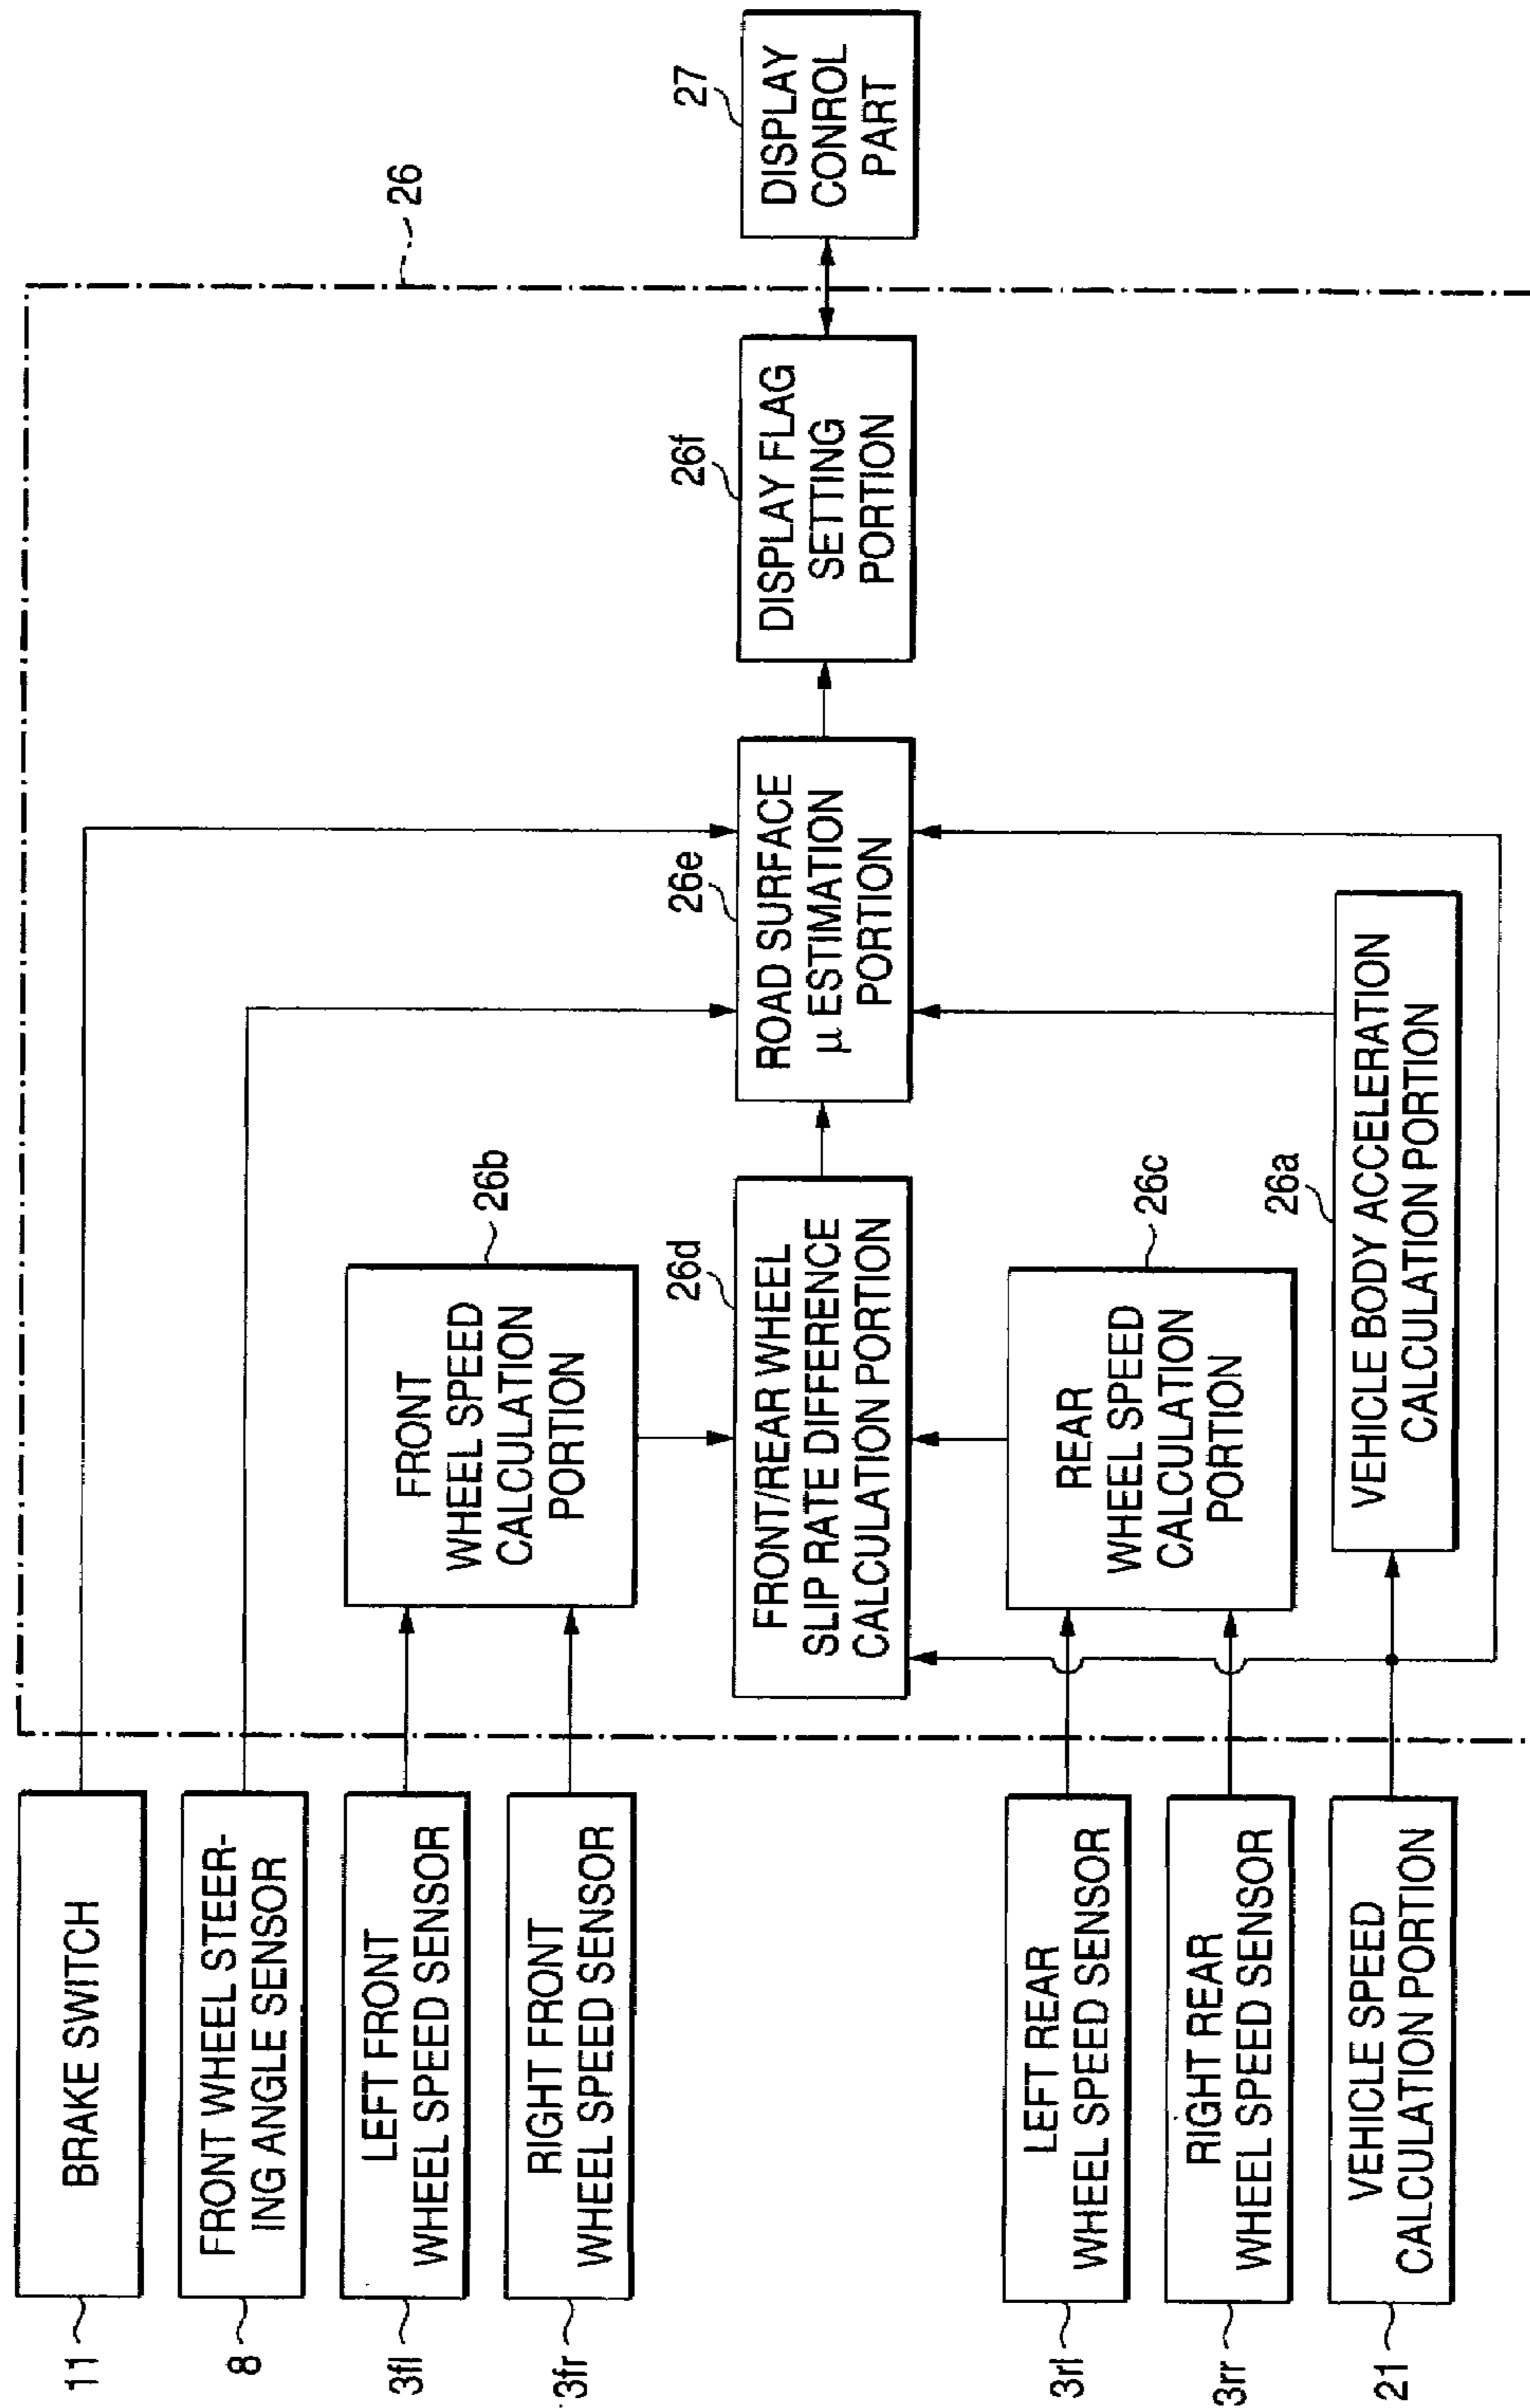 11
BRAKE SWITCH
8
FRONT WHEEL STEER-
ING ANGLE SENSOR
3fl
LEFT FRONT
WHEEL SPEED SENSOR
3fr
RIGHT FRONT
WHEEL SPEED SENSOR
3rl
LEFT REAR
WHEEL SPEED SENSOR
3rr
RIGHT REAR
WHEEL SPEED SENSOR
21
VEHICLE SPEED
CALCULATION PORTION
26
26b
FRONT
WHEEL SPEED
CALCULATION
PORTION
26d
FRONT/REAR WHEEL
SLIP RATE DIFFERENCE
CALCULATION PORTION
26c
REAR
WHEEL SPEED
CALCULATION
PORTION
26a
VEHICLE BODY ACCELERATION
CALCULATION PORTION
26e
ROAD SURFACE
μ ESTIMATION
PORTION
26f
DISPLAY FLAG
SETTING
PORTION
27
DISPLAY
CONROL
PART